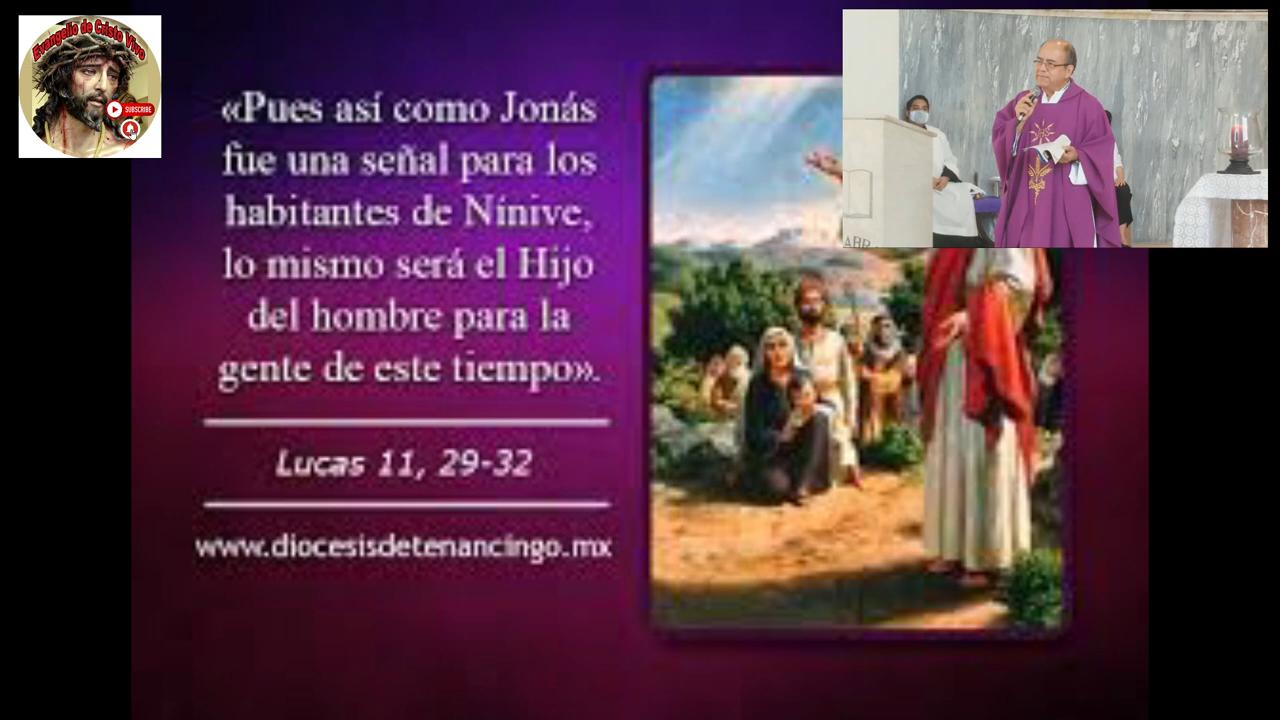 Evangelio de Cristo Vivo
SUBSCRIBE
«Pues así como Jonás
fue una señal para los
habitantes de Nínive,
lo mismo será el Hijo
del hombre para la
gente de este tiempo».
Lucas 11, 29-32
www.diocesisdetenancingo.mx